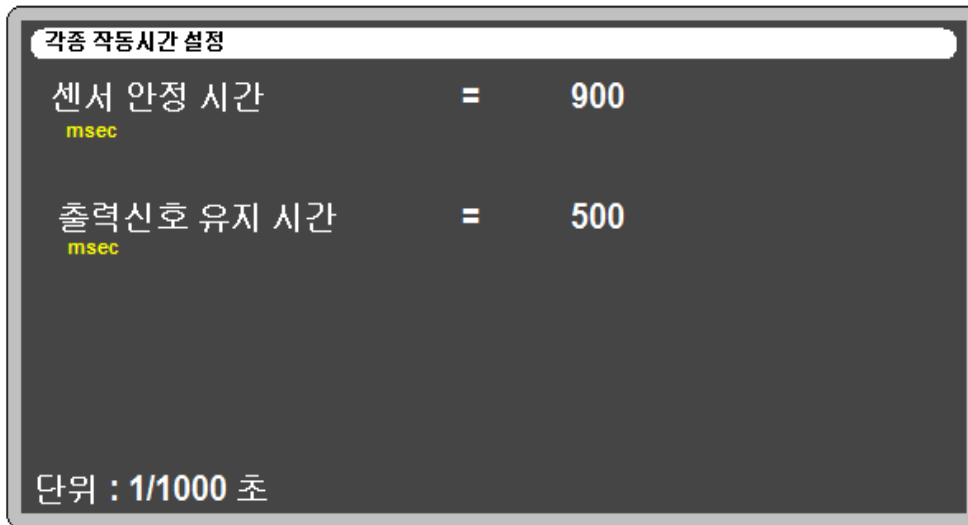 각종 작동시간 설정
센서 안정 시간 = 900
msec
출력신호 유지 시간 = 500
msec
단위 : 1/1000 초